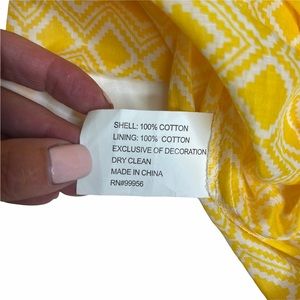 SHELL: 100% COTTON
LINING: 100% COTTON
EXCLUSIVE OF DECORATION
DRY CLEAN
MADE IN CHINA
RN#99956